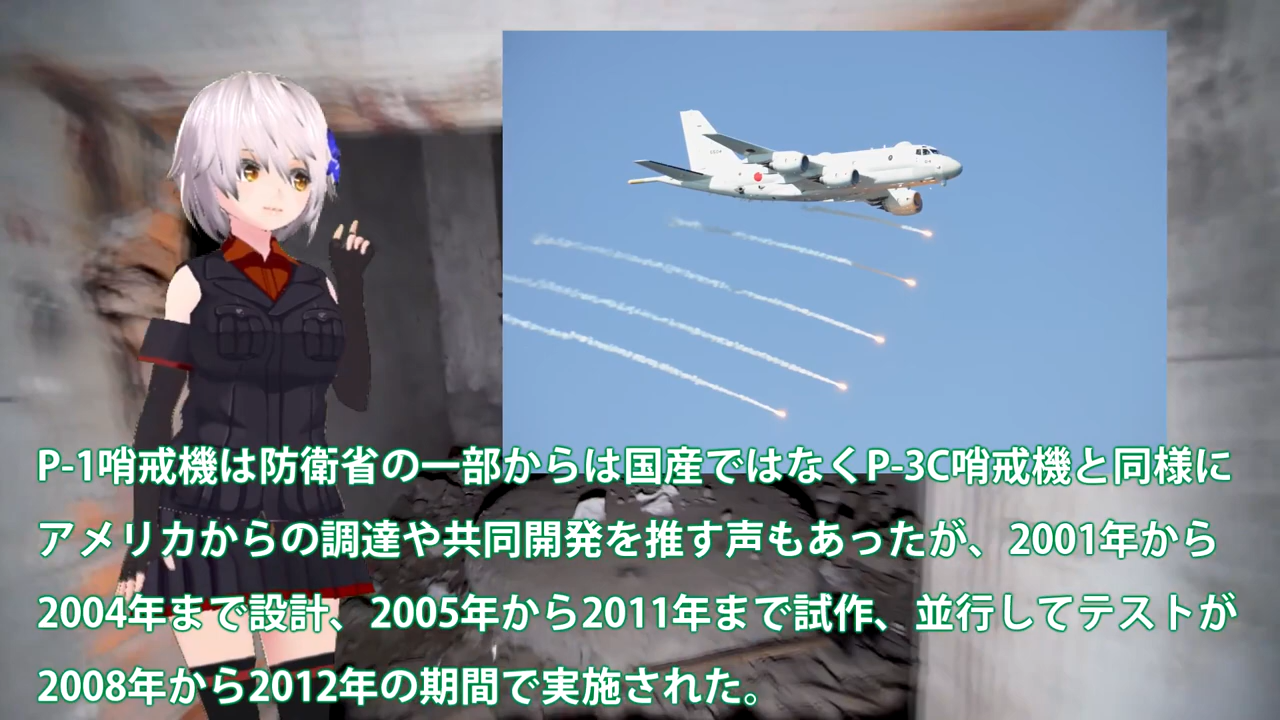 P-1哨戒機は防衛省の一部からは国産ではなくP-3C哨戒機と同様に
アメリカからの調達や共同開発を推す声もあったが、2001年から
2004年まで設計、2005年から2011年まで試作、並行してテストが
2008年から2012年の期間で実施された。